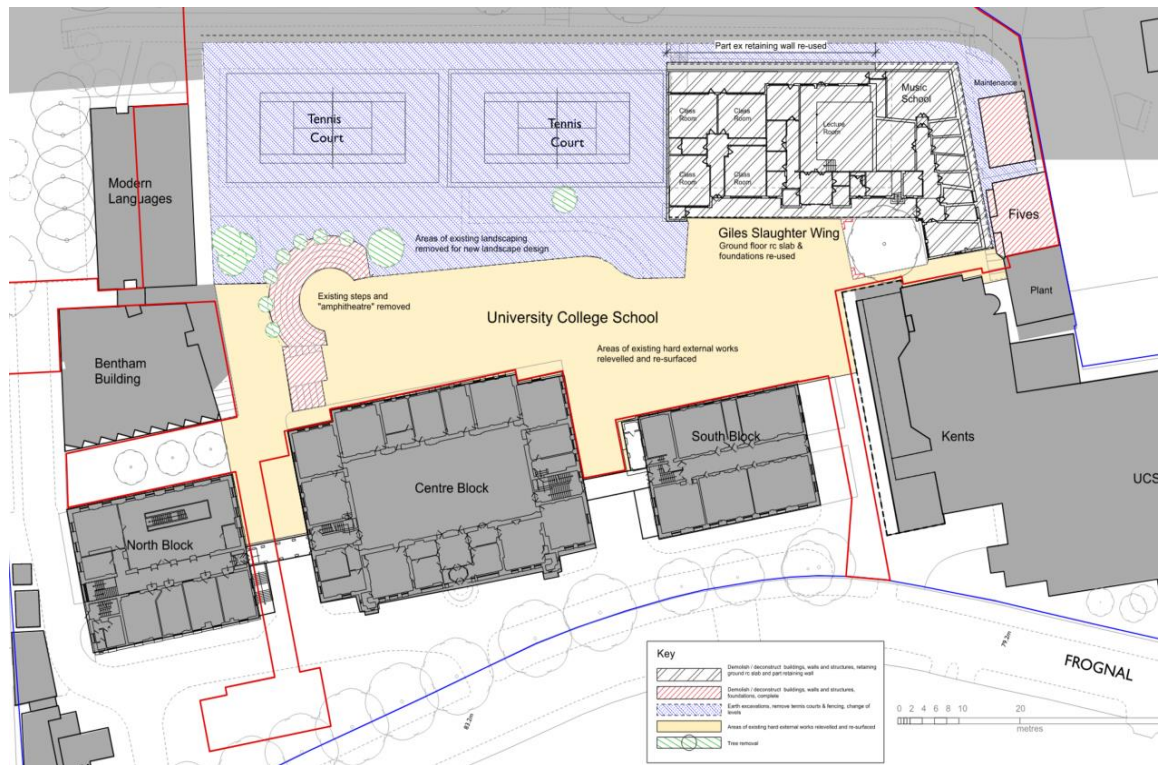 Part ex retaining wall re-used
Maintenance
Music
School
Class
Room
Class
Room
Lecture
Room
Class
Room
Class
Room
Tennis
Court
Tennis
Court
Modern
Languages
Fives
Areas of existing landscaping
removed for new landscape design
Giles Slaughter Wing
Ground floor rc slab &
foundations re-used
Plant
Existing steps and
"amphitheatre" removed
University College School
Areas of existing hard external works
relevelled and re-surfaced
Bentham
Building
South Block
Kents
UCS
Centre Block
North Block
FROGNAL
79.2m
83.2m
Key
Demolish / deconstruct buildings, walls and structures, retaining
ground rc slab and part retaining wall
Demolish / deconstruct buildings, walls and structures,
foundations, complete
Earth excavations, remove tennis courts & fencing, change of
levels
Areas of existing hard external works relevelled and re-surfaced
Tree removal
0 2 4 6 8 10 20
metres